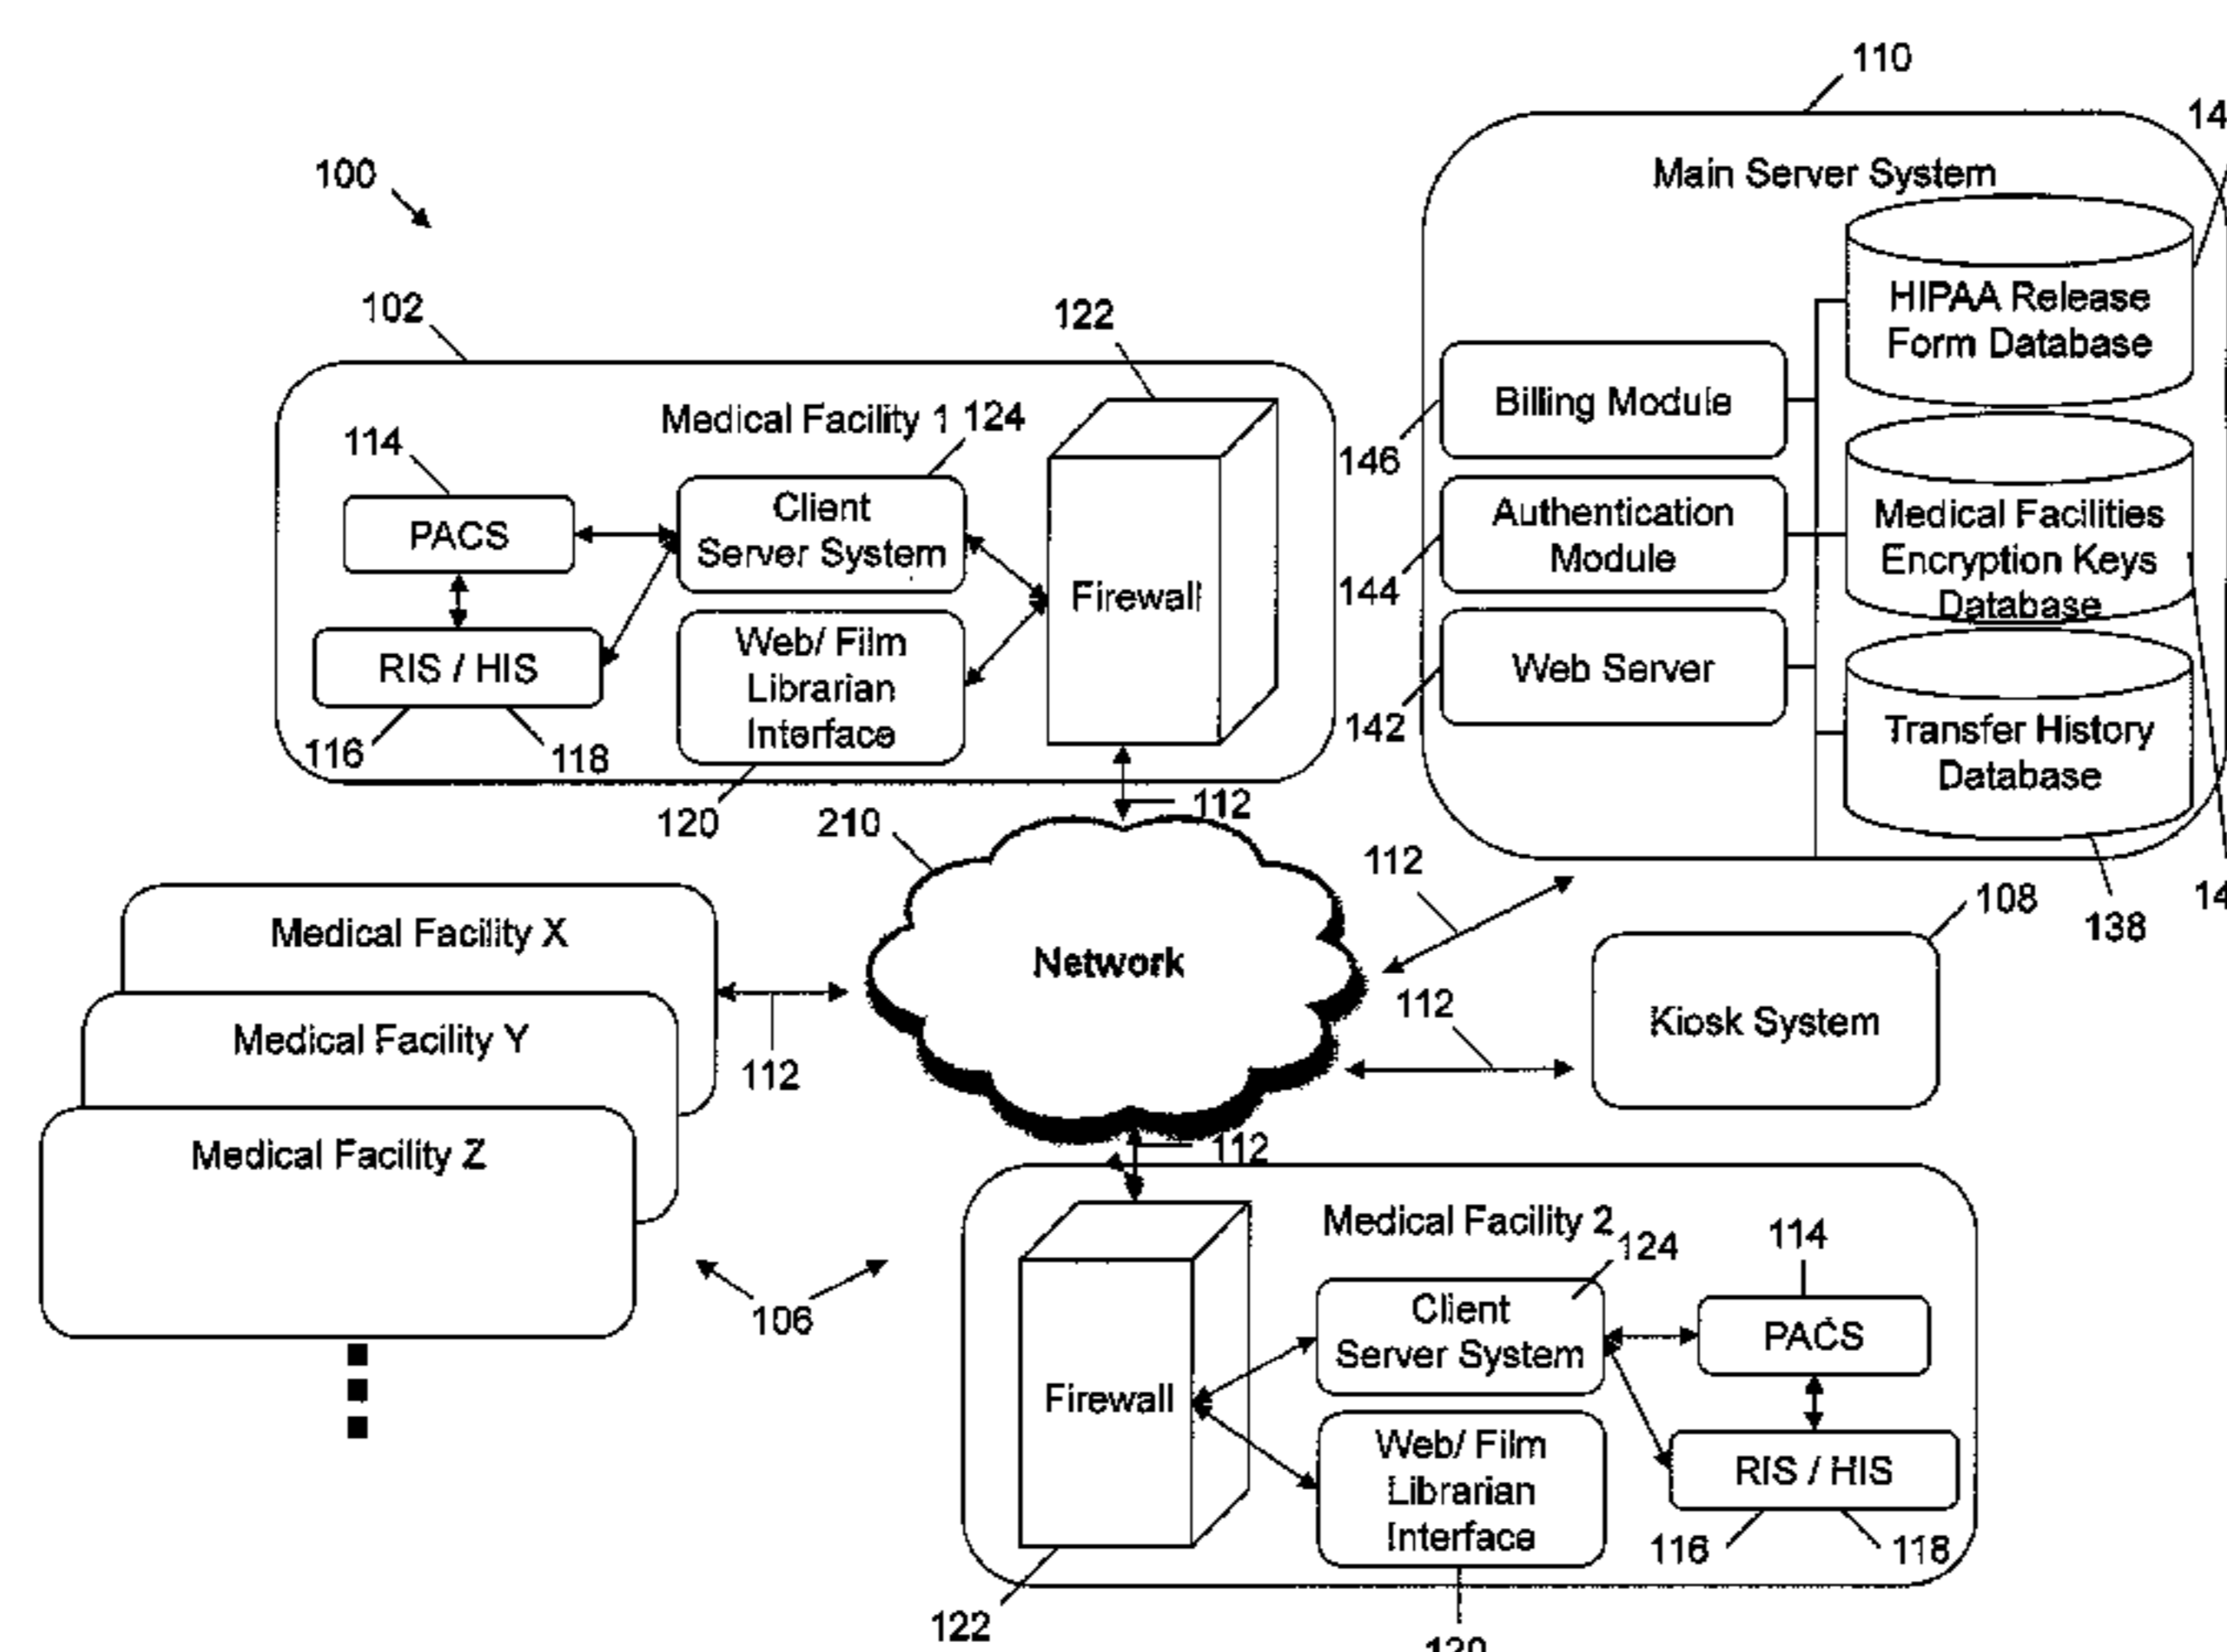 110
100
Main Server System
102
122
HIPAA Release
Form Database
Billing Module
146
Medical Facility 1
124
114
PACS
Client
Server System
Firewall
Authentication
Module
144
Medical Facilities
Encryption Keys
Database
RIS / HIS
116
118
Web/ Film
Librarian
Interface
120
Web Server
142
Transfer History
Database
138
112
210
Network
112
108
Kiosk System
112
Medical Facility X
Medical Facility Y
Medical Facility Z
112
106
112
Medical Facility 2
124
114
Firewall
Client
Server System
PACS
Web/ Film
Librarian
Interface
RIS / HIS
116
118
122
120